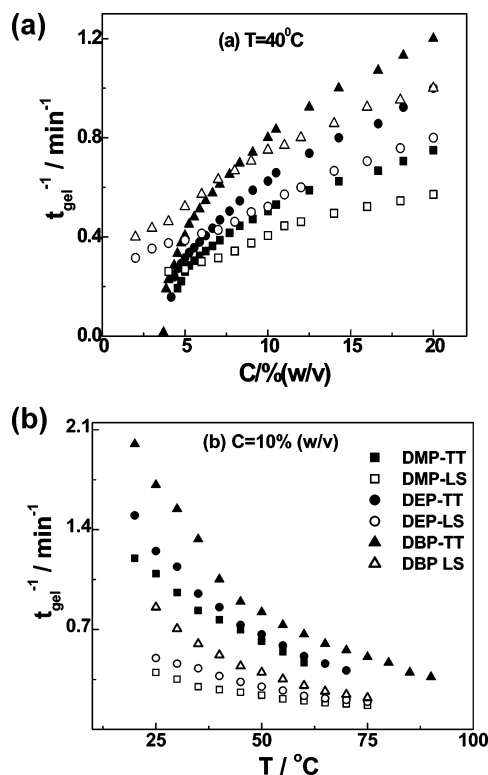 (a)
(a) T=40⁰C
t_gel⁻¹ / min⁻¹
1.2
0.8
0.4
0.0
0 5 10 15 20
C/%(w/v)
(b)
(b) C=10% (w/v)
t_gel⁻¹ / min⁻¹
2.1
1.4
0.7
DMP-TT
DMP-LS
DEP-TT
DEP-LS
DBP-TT
DBP LS
25 50 75 100
T / °C